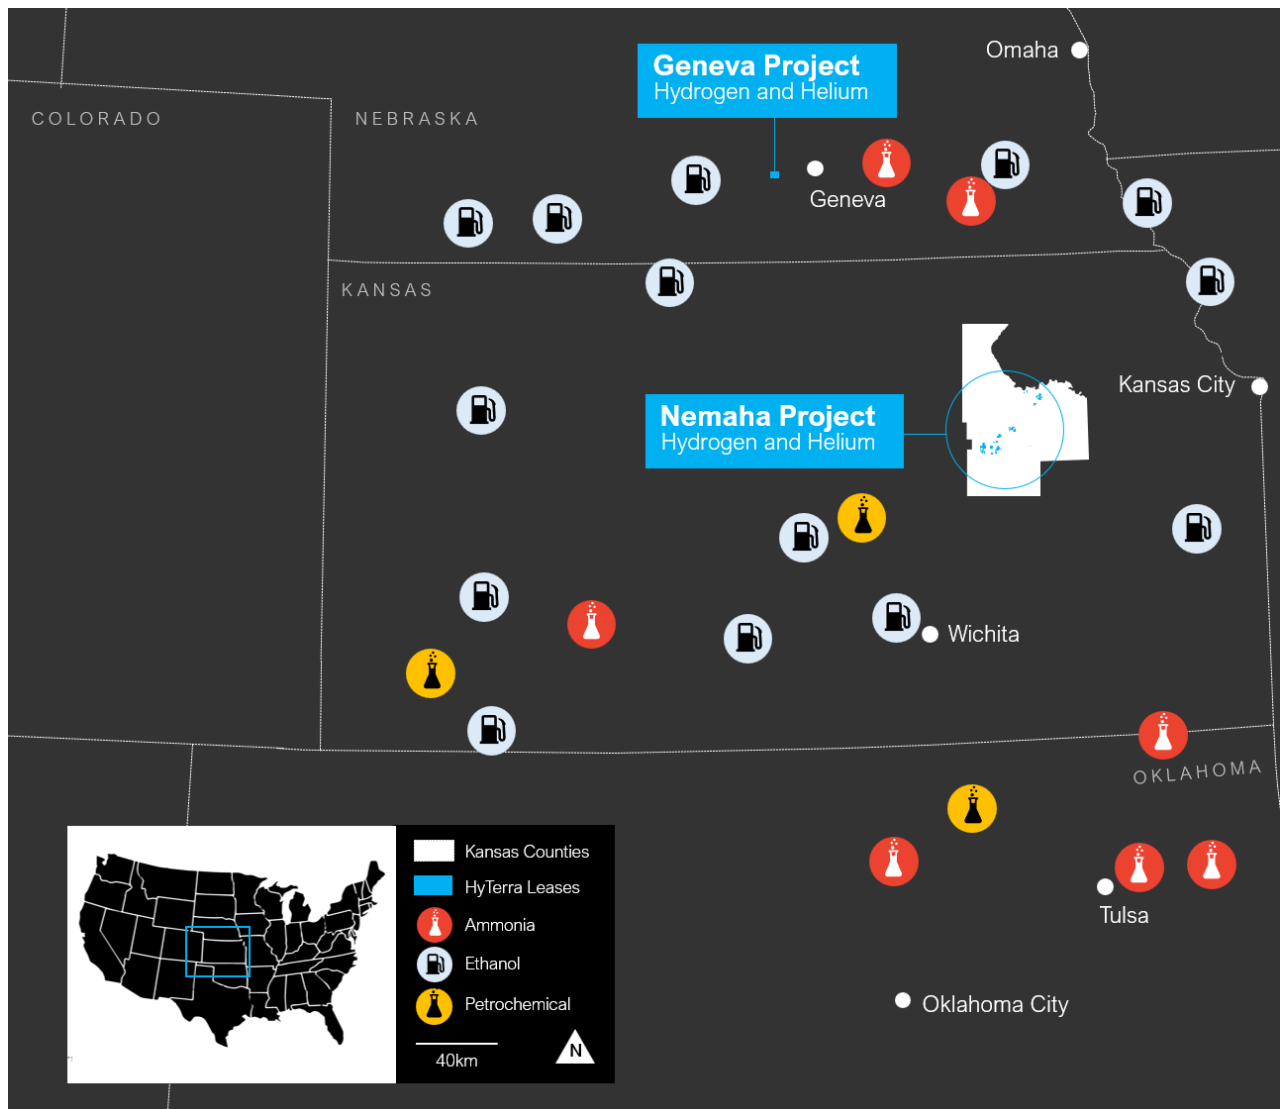 Omaha
Geneva Project
Hydrogen and Helium
COLORADO
NEBRASKA
Geneva
KANSAS
Kansas City
Nemaha Project
Hydrogen and Helium
Wichita
OKLAHOMA
Kansas Counties
HyTerra Leases
Ammonia
Ethanol
Petrochemical
40km
N
Tulsa
Oklahoma City